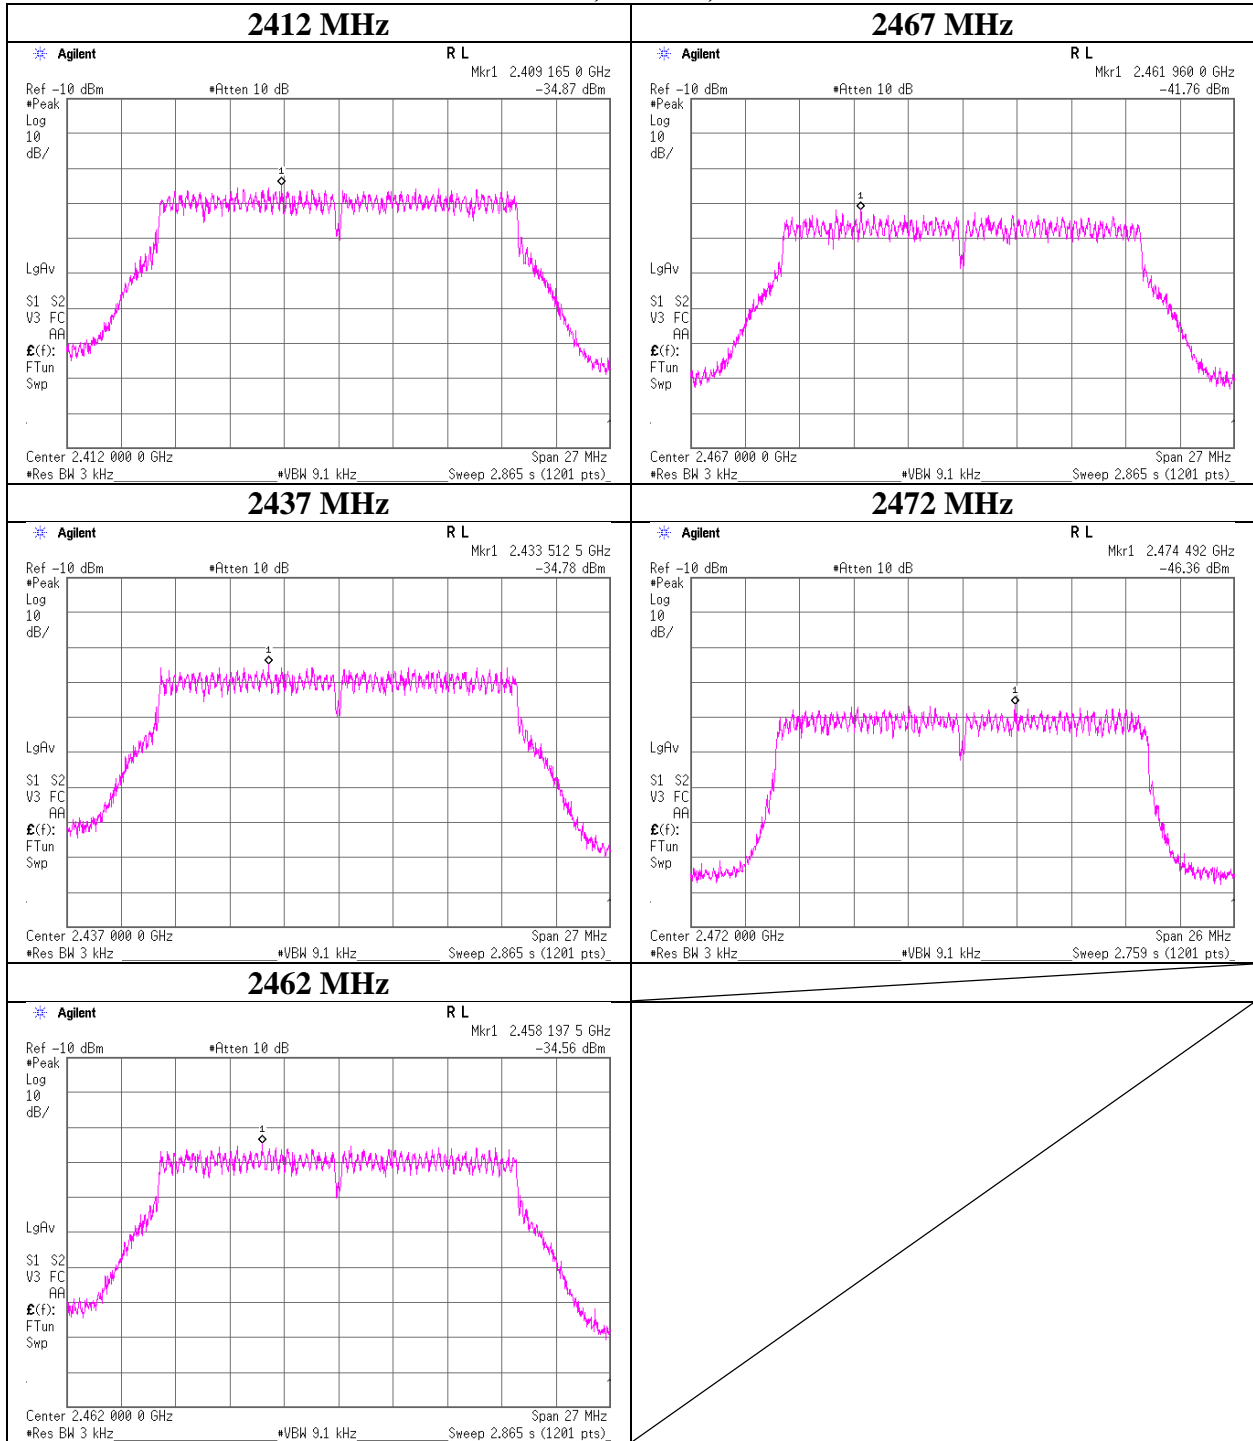 2412 MHz
Agilent R L
Mkr1 2.409 165 0 GHz
Ref -10 dBm #Atten 10 dB -34.87 dBm
#Peak
Log
10
dB/
1
LgAv
S1 S2
V3 FC
AA
£(f):
FTun
Swp
Center 2.412 000 0 GHz Span 27 MHz
#Res BW 3 kHz #VBW 9.1 kHz Sweep 2.865 s (1201 pts)
2467 MHz
Agilent R L
Mkr1 2.461 960 0 GHz
Ref -10 dBm #Atten 10 dB -41.76 dBm
#Peak
Log
10
dB/
1
LgAv
S1 S2
V3 FC
AA
£(f):
FTun
Swp
Center 2.467 000 0 GHz Span 27 MHz
#Res BW 3 kHz #VBW 9.1 kHz Sweep 2.865 s (1201 pts)
2437 MHz
Agilent R L
Mkr1 2.433 512 5 GHz
Ref -10 dBm #Atten 10 dB -34.78 dBm
#Peak
Log
10
dB/
1
LgAv
S1 S2
V3 FC
AA
£(f):
FTun
Swp
Center 2.437 000 0 GHz Span 27 MHz
#Res BW 3 kHz #VBW 9.1 kHz Sweep 2.865 s (1201 pts)
2472 MHz
Agilent R L
Mkr1 2.474 492 GHz
Ref -10 dBm #Atten 10 dB -46.36 dBm
#Peak
Log
10
dB/
1
LgAv
S1 S2
V3 FC
AA
£(f):
FTun
Swp
Center 2.472 000 GHz Span 26 MHz
#Res BW 3 kHz #VBW 9.1 kHz Sweep 2.759 s (1201 pts)
2462 MHz
Agilent R L
Mkr1 2.458 197 5 GHz
Ref -10 dBm #Atten 10 dB -34.56 dBm
#Peak
Log
10
dB/
1
LgAv
S1 S2
V3 FC
AA
£(f):
FTun
Swp
Center 2.462 000 0 GHz Span 27 MHz
#Res BW 3 kHz #VBW 9.1 kHz Sweep 2.865 s (1201 pts)